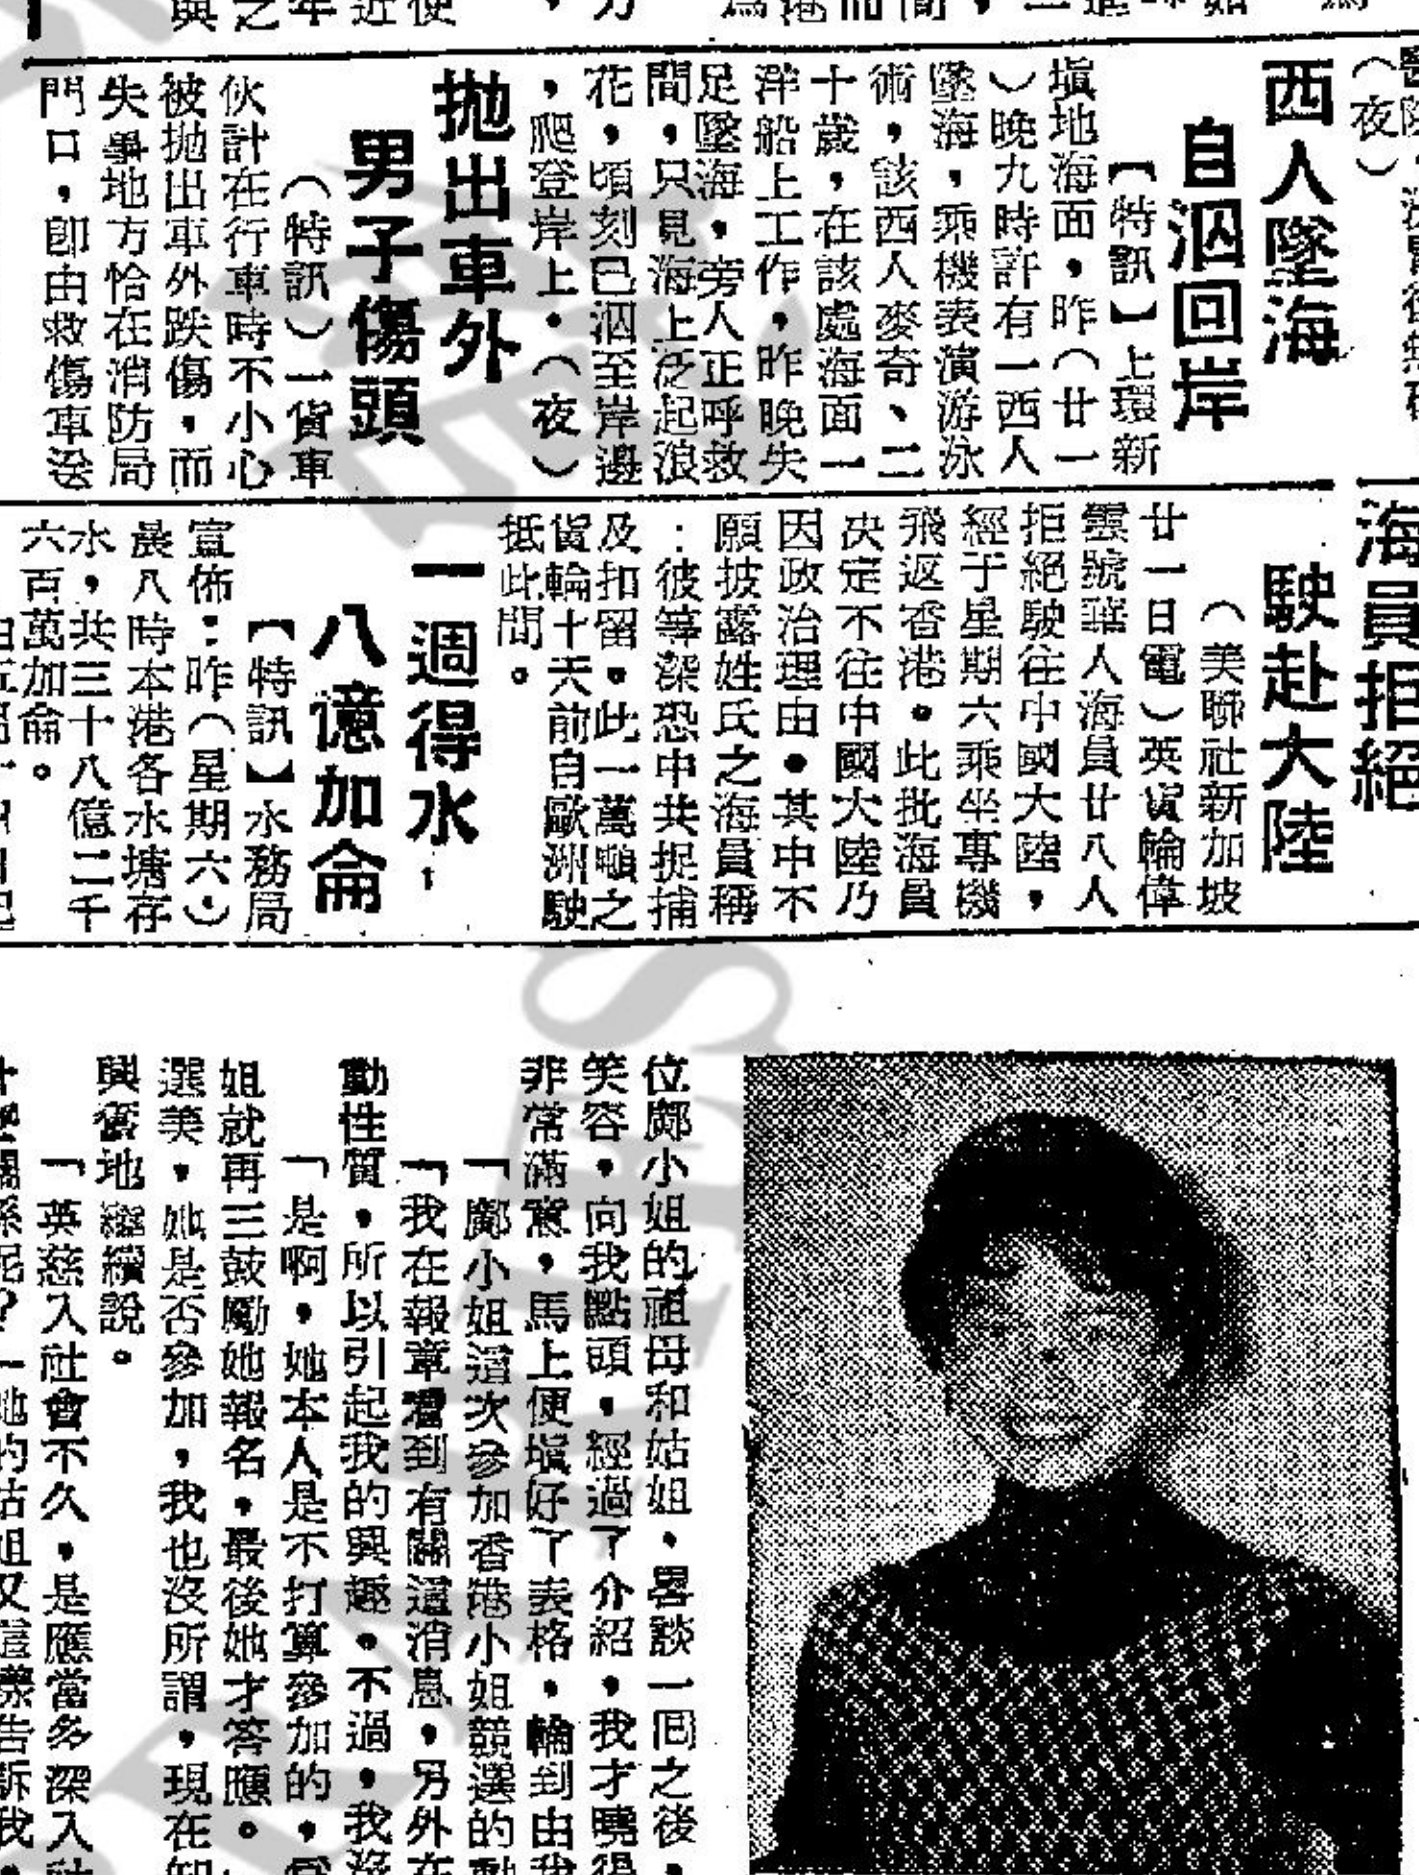 西人墜海
自泅回岸
【特訊】上環新
塡地海面，昨（廿一
）晚九時許有一西人
墜海，乘機表演游泳
術，該西人麥奇、二
十歲，在該處海面一
洋船上工作，昨晚失
足墜海，旁人正呼救
間，只見海上泛起浪
花，頃刻已泅至岸邊
，爬登岸上。（夜）
拋出車外
男子傷頭
（特訊）一貨車
伙計在行車時不小心
被拋出車外跌傷，而
失事地方恰在消防局
門口，卽由救傷車送
海員拒絕
駛赴大陸
（美聯社新加坡
廿一日電）英貨輪偉
雲號華人海員廿八人
拒絕駛往中國大陸，
經于星期六乘坐專機
飛返香港。此批海員
决定不往中國大陸乃
因政治理由。其中不
願披露姓氏之海員稱
：彼等深恐中共捉捕
及扣留。此一萬噸之
貨輪十天前自歐洲駛
抵此間。
一週得水
八億加侖
【特訊】水務局
宣佈：昨（星期六）
晨八時本港各水塘存
水，共三十八億二千
六百萬加侖。
位鄺小姐的祖母和姑姐，畧談一囘之後，
笑容，向我點頭，經過了介紹，我才曉得
非常滿意，馬上便塡好了表格，輪到由我
「鄺小姐這次參加香港小姐競選的動
「我在報章看到有關這消息，另外在
動性質，所以引起我的興趣。不過，我沒
「是啊，她本人是不打算參加的，
姐就再三鼓勵她報名，最後她才答應。
選美，她是否參加，我也沒所謂，現在
興奮地繼續說。
「英慈入社會不久，是應當多深入社